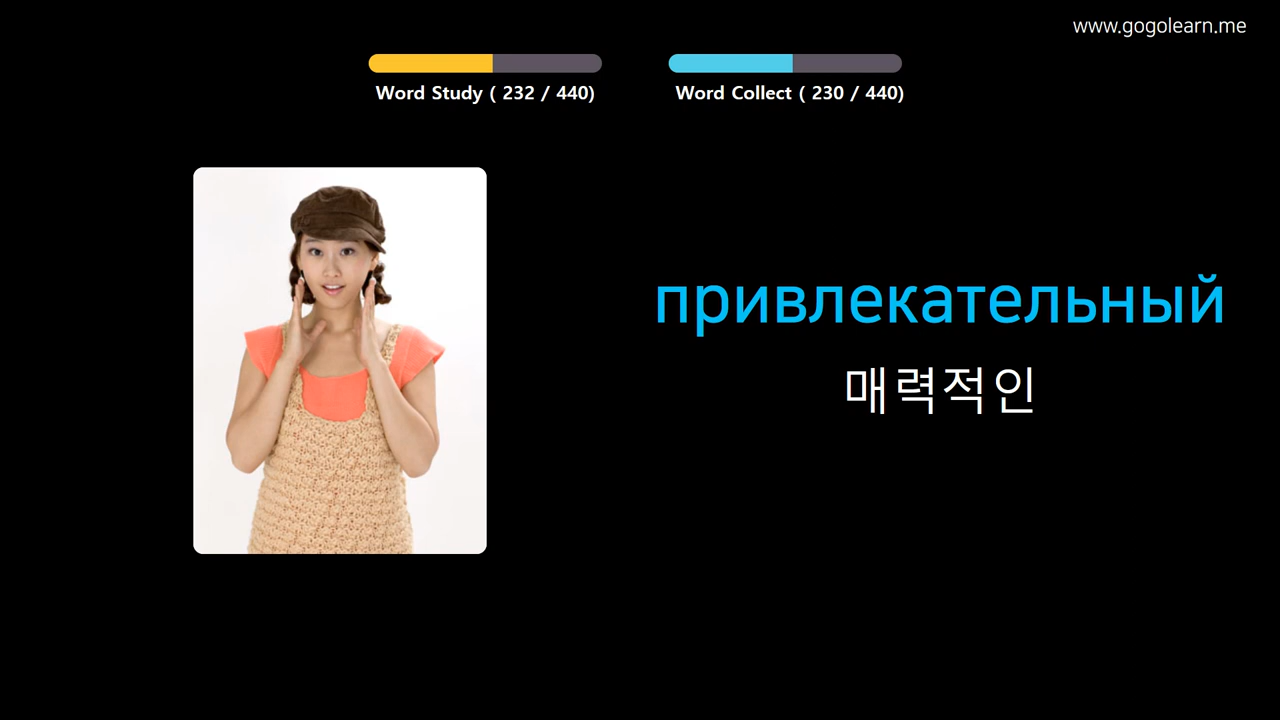 www.gogolearn.me
Word Study ( 232 / 440)
Word Collect ( 230 / 440)
привлекательный
매력적인